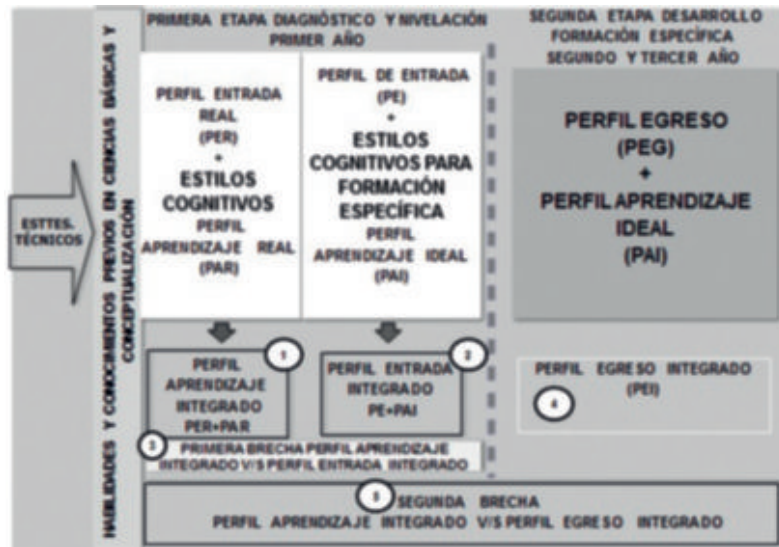 ESTTES.
TÉCNICOS
HABILIDADES Y CONOCIMIENTOS PREVIOS EN CIENCIAS BÁSICAS Y
CONCEPTUALIZACIÓN
PRIMERA ETAPA DIAGNÓSTICO Y NIVELACIÓN
PRIMER AÑO
PERFIL ENTRADA
REAL
(PER)
+
ESTILOS
COGNITIVOS
PERFIL
APRENDIZAJE REAL
(PAR)
PERFIL DE ENTRADA
(PE)
+
ESTILOS
COGNITIVOS PARA
FORMACIÓN
ESPECÍFICA
PERFIL
APRENDIZAJE IDEAL
(PAI)
1
PERFIL
APRENDIZAJE
INTEGRADO
PER+PAR
2
PERFIL ENTRADA
INTEGRADO
PE+PAI
3
PRIMERA BRECHA PERFIL APRENDIZAJE
INTEGRADO V/S PERFIL ENTRADA INTEGRADO
SEGUNDA ETAPA DESARROLLO
FORMACIÓN ESPECÍFICA
SEGUNDO Y TERCER AÑO
PERFIL EGRESO
(PEG)
+
PERFIL APRENDIZAJE
IDEAL
(PAI)
PERFIL EGRESO INTEGRADO
(PEI)
4
5
SEGUNDA BRECHA
PERFIL APRENDIZAJE INTEGRADO V/S PERFIL EGRESO INTEGRADO